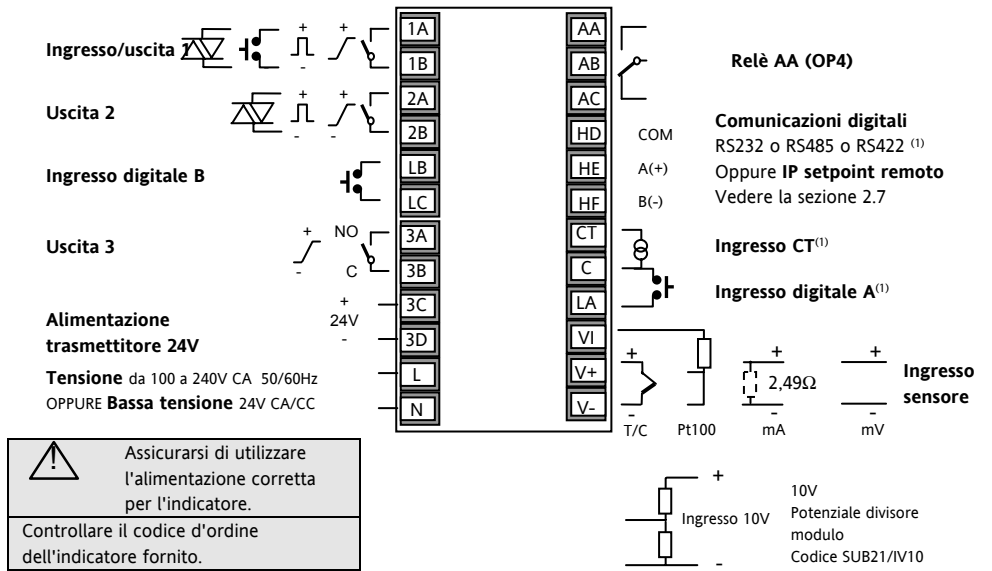 Ingresso/uscita 1
+
-
+
-
1A
1B
Uscita 2
+
-
+
-
2A
2B
Ingresso digitale B
LB
LC
Uscita 3
+
-
NO
C
3A
3B
Alimentazione
trasmettitore 24V
+
24V
-
3C
3D
Tensione da 100 a 240V CA 50/60Hz
OPPURE Bassa tensione 24V CA/CC
L
N
AA
AB
AC
Relè AA (OP4)
HD
HE
HF
COM
A(+)
B(-)
Comunicazioni digitali
RS232 o RS485 o RS422 (1)
Oppure IP setpoint remoto
Vedere la sezione 2.7
CT
C
LA
Ingresso CT(1)
Ingresso digitale A(1)
VI
V+
V-
+
-
T/C
Pt100
+
2,49Ω
-
mA
+
-
mV
Ingresso
sensore
!
Assicurarsi di utilizzare
l'alimentazione corretta
per l'indicatore.
Controllare il codice d'ordine
dell'indicatore fornito.
+
Ingresso 10V
-
10V
Potenziale divisore
modulo
Codice SUB21/IV10